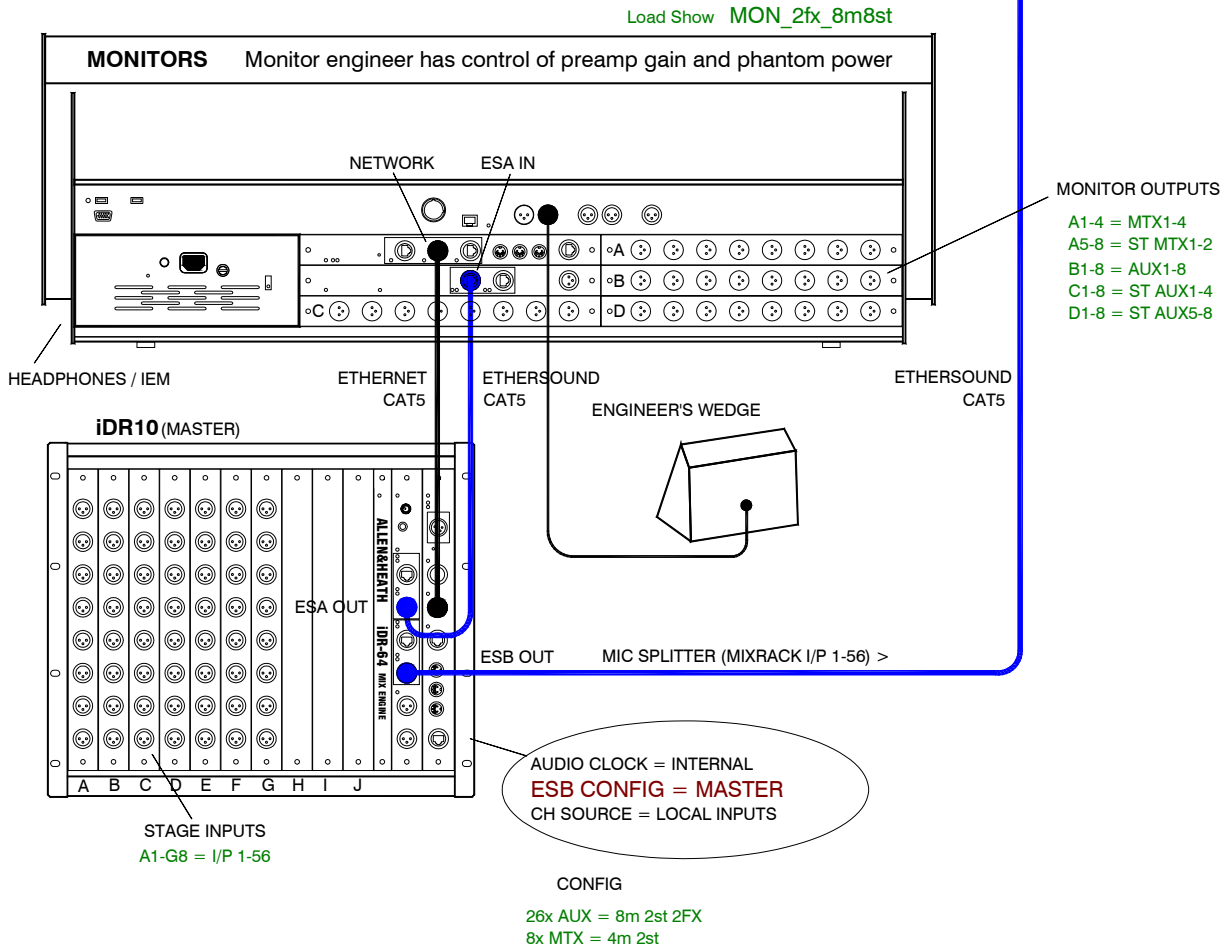 Load Show MON_2fx_8m8st
MONITORS Monitor engineer has control of preamp gain and phantom power
NETWORK
ESA IN
MONITOR OUTPUTS
A1-4 = MTX1-4
A5-8 = ST MTX1-2
B1-8 = AUX1-8
C1-8 = ST AUX1-4
D1-8 = ST AUX5-8
A
B
C
D
HEADPHONES / IEM
ETHERNET
CAT5
ETHERSOUND
CAT5
ETHERSOUND
CAT5
ENGINEER'S WEDGE
iDR10 (MASTER)
ALLEN&HEATH
iDR-64 MIX ENGINE
ESA OUT
ESB OUT
MIC SPLITTER (MIXRACK I/P 1-56) >
A B C D E F G H I J
STAGE INPUTS
A1-G8 = I/P 1-56
AUDIO CLOCK = INTERNAL
ESB CONFIG = MASTER
CH SOURCE = LOCAL INPUTS
CONFIG
26x AUX = 8m 2st 2FX
8x MTX = 4m 2st